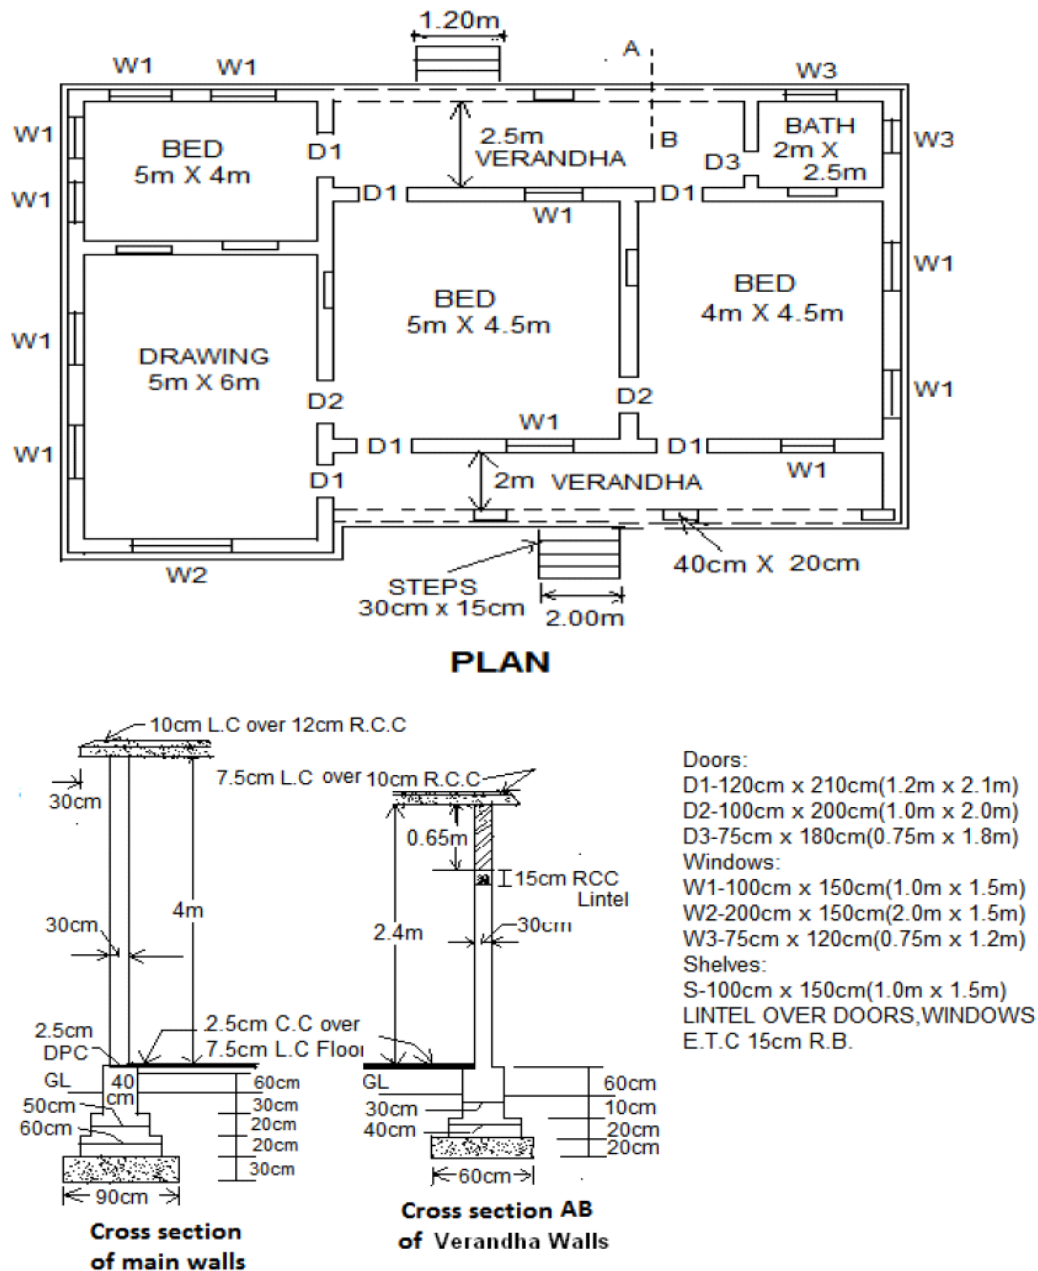 1.20m
A
W1
W1
W3
W1
BED
5m X 4m
D1
2.5m
VERANDHA
B
D3
BATH
2m X
2.5m
W3
W1
D1
W1
D1
W1
BED
5m X 4.5m
BED
4m X 4.5m
W1
DRAWING
5m X 6m
D2
D2
W1
W1
D1
W1
D1
W1
W1
D1
2m
VERANDHA
W2
STEPS
30cm x 15cm
2.00m
40cm X 20cm
PLAN
10cm L.C over 12cm R.C.C
30cm
7.5cm L.C over 10cm R.C.C
0.65m
15cm RCC
Lintel
30cm
4m
30cm
2.4m
2.5cm
DPC
2.5cm C.C over
7.5cm L.C Floor
GL
40
cm
60cm
50cm
30cm
60cm
20cm
20cm
30cm
90cm
Cross section
of main walls
GL
60cm
30cm
10cm
40cm
20cm
20cm
60cm
Cross section AB
of Verandha Walls
Doors:
D1-120cm x 210cm(1.2m x 2.1m)
D2-100cm x 200cm(1.0m x 2.0m)
D3-75cm x 180cm(0.75m x 1.8m)
Windows:
W1-100cm x 150cm(1.0m x 1.5m)
W2-200cm x 150cm(2.0m x 1.5m)
W3-75cm x 120cm(0.75m x 1.2m)
Shelves:
S-100cm x 150cm(1.0m x 1.5m)
LINTEL OVER DOORS,WINDOWS
E.T.C 15cm R.B.